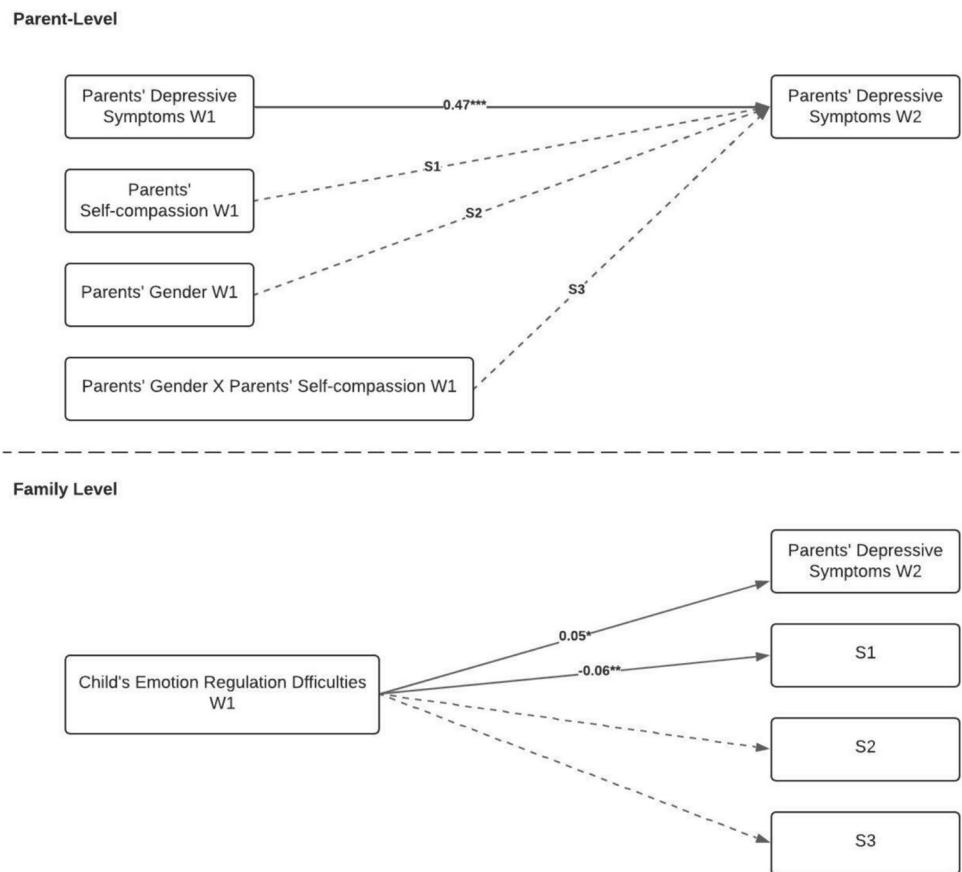 Parent-Level
Parents' Depressive
Symptoms W1
0.47***
Parents' Depressive
Symptoms W2
Parents'
Self-compassion W1
S1
S2
Parents' Gender W1
S3
Parents' Gender X Parents' Self-compassion W1
Family Level
Parents' Depressive
Symptoms W2
0.05*
-0.06**
S1
Child's Emotion Regulation Dfficulties
W1
S2
S3